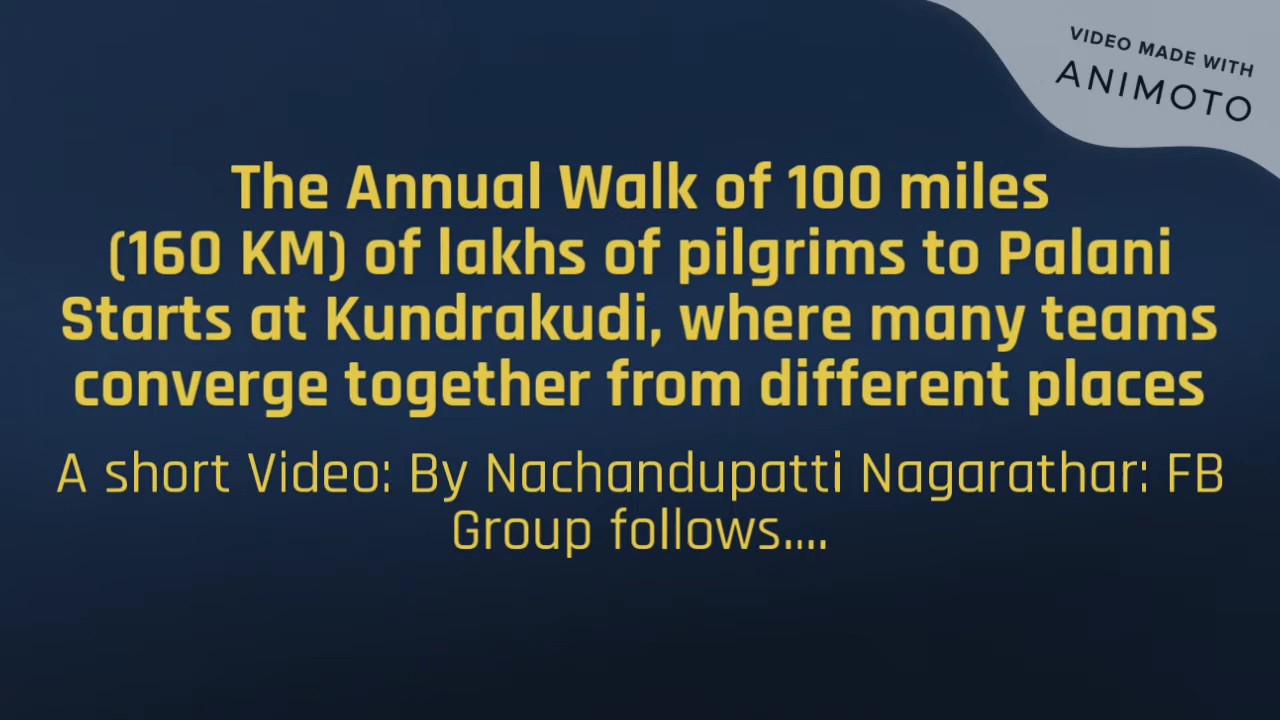 VIDEO MADE WITH
ANIMOTO
The Annual Walk of 100 miles
(160 KM) of lakhs of pilgrims to Palani
Starts at Kundrakudi, where many teams
converge together from different places
A short Video: By Nachandupatti Nagarathar: FB
Group follows....